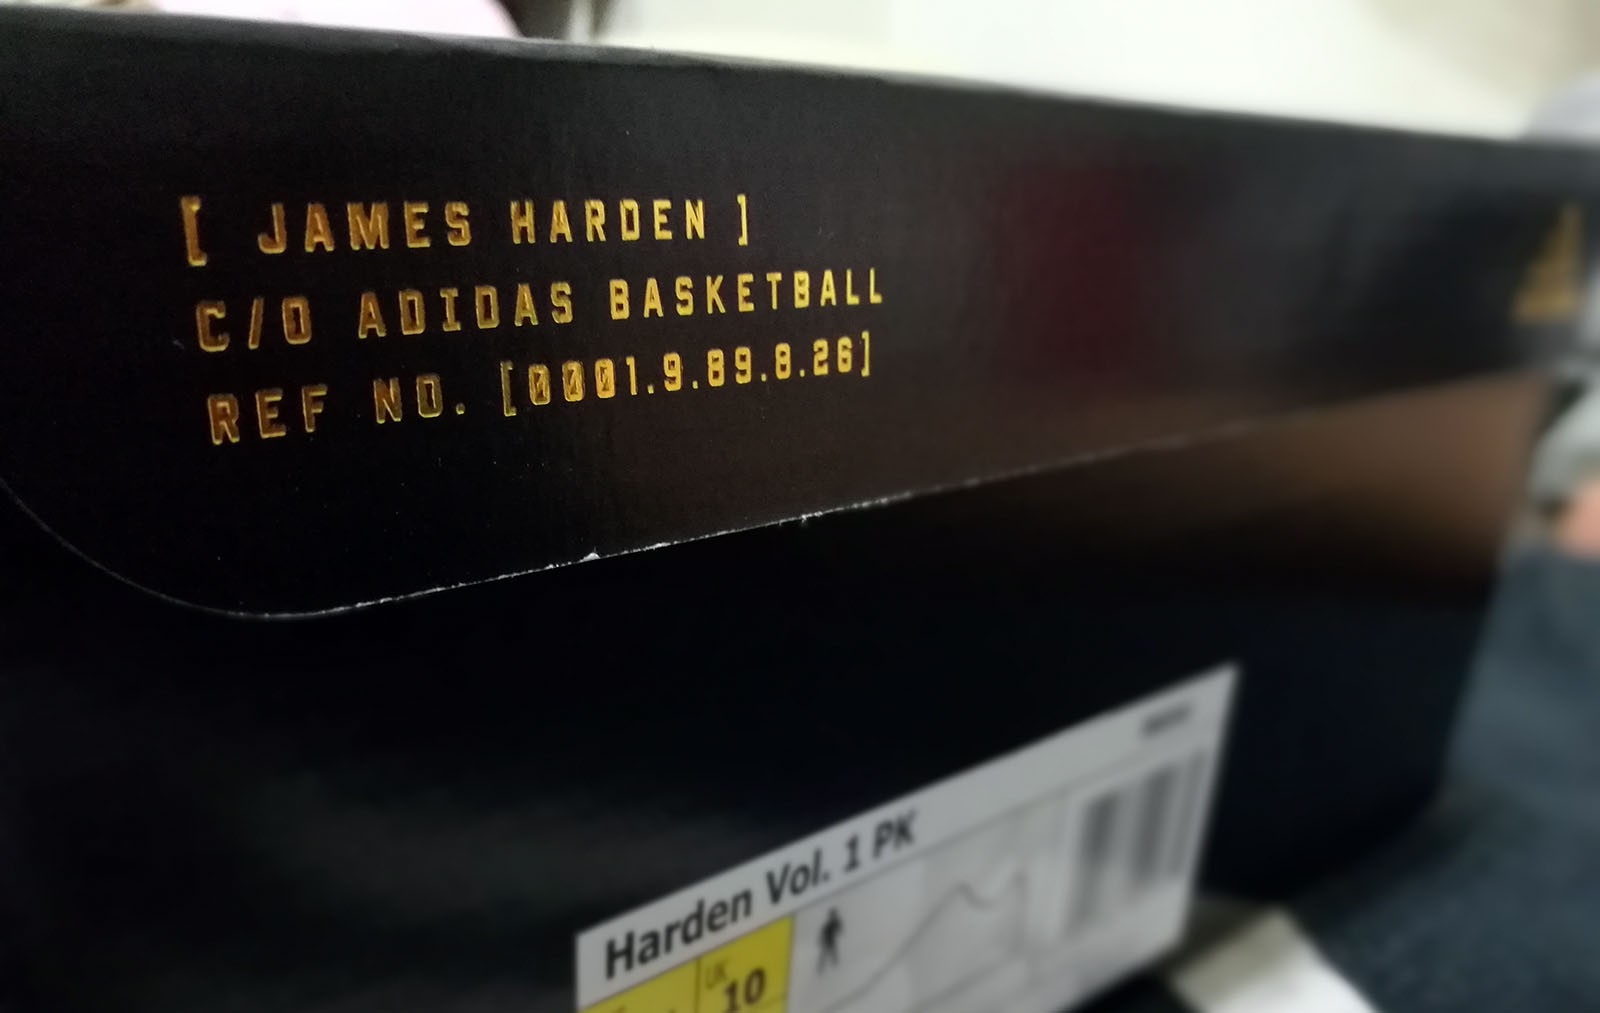 [ JAMES HARDEN ]
C/O ADIDAS BASKETBALL
REF NO. [0001.9.89.8.26]
Harden Vol. 1 PK
UK
10